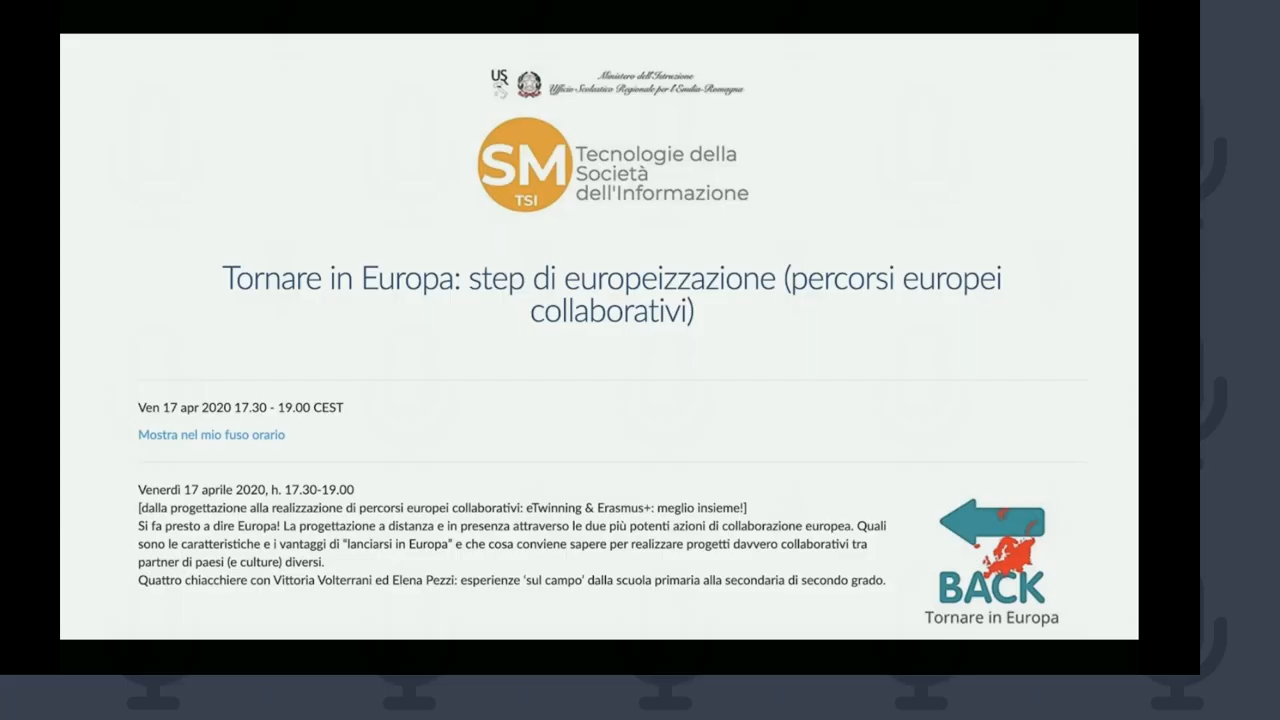 US
Ministero dell'Istruzione
Ufficio Scolastico Regionale per l'Emilia-Romagna
SM
TSI
Tecnologie della
Società
dell'Informazione
Tornare in Europa: step di europeizzazione (percorsi europei
collaborativi)
Ven 17 apr 2020 17.30 - 19.00 CEST
Mostra nel mio fuso orario
Venerdì 17 aprile 2020, h. 17.30-19.00
[dalla progettazione alla realizzazione di percorsi europei collaborativi: eTwinning & Erasmus+: meglio insieme!]
Si fa presto a dire Europa! La progettazione a distanza e in presenza attraverso le due più potenti azioni di collaborazione europea. Quali
sono le caratteristiche e i vantaggi di "lanciarsi in Europa" e che cosa conviene sapere per realizzare progetti davvero collaborativi tra
partner di paesi (e culture) diversi.
Quattro chiacchiere con Vittoria Volterrani ed Elena Pezzi: esperienze 'sul campo' dalla scuola primaria alla secondaria di secondo grado.
BACK
Tornare in Europa